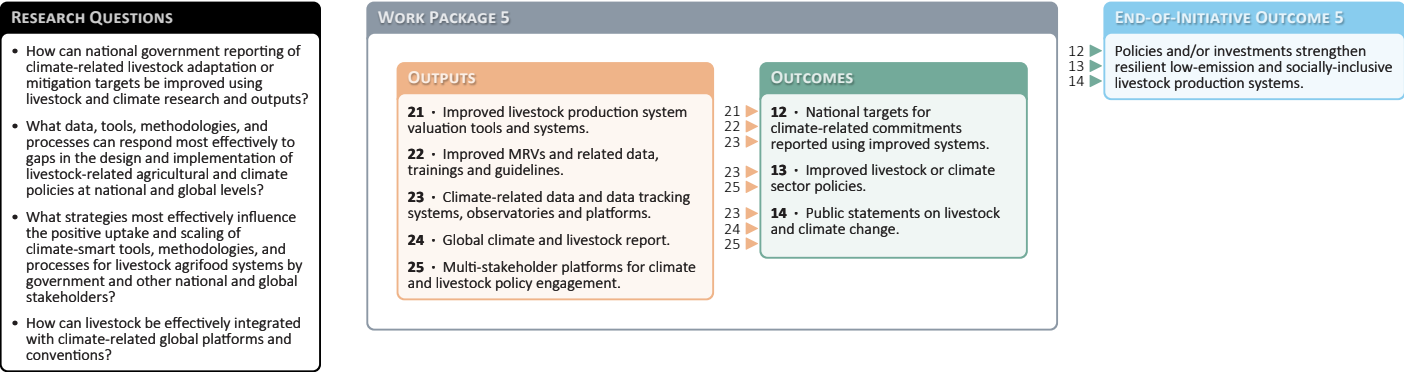 RESEARCH QUESTIONS
• How can national government reporting of
climate-related livestock adaptation or
mitigation targets be improved using
livestock and climate research and outputs?
• What data, tools, methodologies, and
processes can respond most effectively to
gaps in the design and implementation of
livestock-related agricultural and climate
policies at national and global levels?
• What strategies most effectively influence
the positive uptake and scaling of
climate-smart tools, methodologies, and
processes for livestock agrifood systems by
government and other national and global
stakeholders?
• How can livestock be effectively integrated
with climate-related global platforms and
conventions?
WORK PACKAGE 5
OUTPUTS
21 · Improved livestock production system
valuation tools and systems.
22 · Improved MRVs and related data,
trainings and guidelines.
23 · Climate-related data and data tracking
systems, observatories and platforms.
24 · Global climate and livestock report.
25 · Multi-stakeholder platforms for climate
and livestock policy engagement.
21
22
23
23
25
23
24
25
OUTCOMES
12 · National targets for
climate-related commitments
reported using improved systems.
13 · Improved livestock or climate
sector policies.
14 · Public statements on livestock
and climate change.
12
13
14
END-OF-INITIATIVE OUTCOME 5
Policies and/or investments strengthen
resilient low-emission and socially-inclusive
livestock production systems.